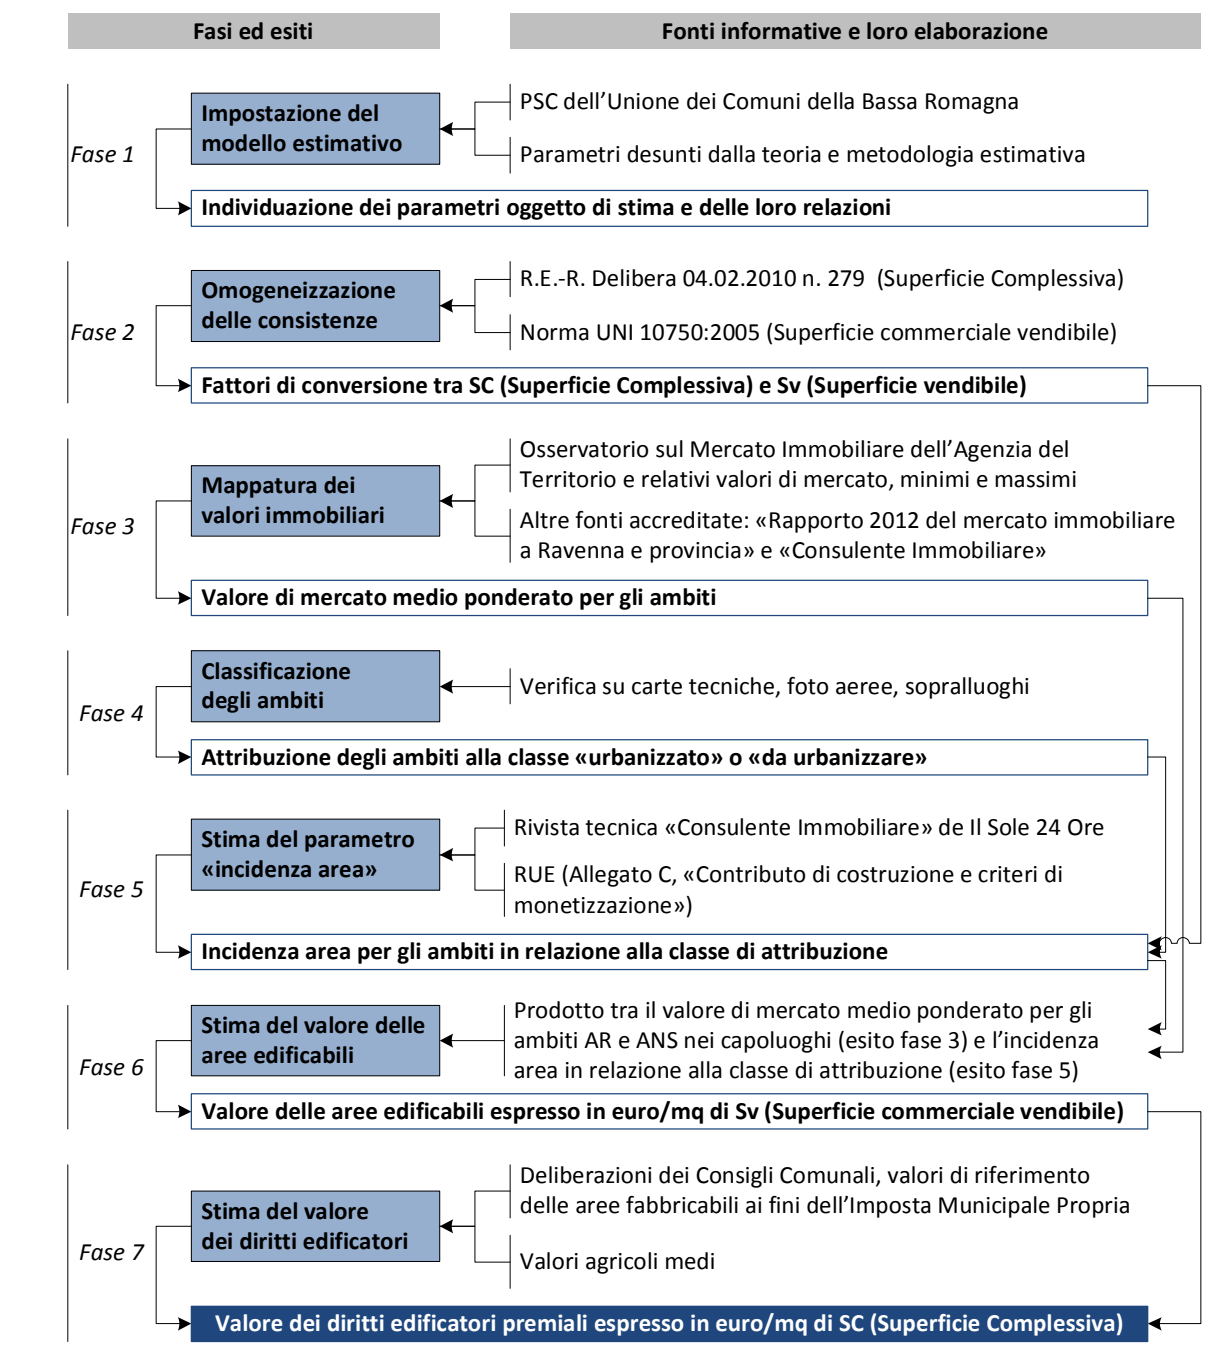 Fasi ed esiti
Fonti informative e loro elaborazione
Fase 1
Impostazione del
modello estimativo
PSC dell’Unione dei Comuni della Bassa Romagna
Parametri desunti dalla teoria e metodologia estimativa
Individuazione dei parametri oggetto di stima e delle loro relazioni
Fase 2
Omogeneizzazione
delle consistenze
R.E.-R. Delibera 04.02.2010 n. 279 (Superficie Complessiva)
Norma UNI 10750:2005 (Superficie commerciale vendibile)
Fattori di conversione tra SC (Superficie Complessiva) e Sv (Superficie vendibile)
Fase 3
Mappatura dei
valori immobiliari
Osservatorio sul Mercato Immobiliare dell’Agenzia del
Territorio e relativi valori di mercato, minimi e massimi
Altre fonti accreditate: «Rapporto 2012 del mercato immobiliare
a Ravenna e provincia» e «Consulente Immobiliare»
Valore di mercato medio ponderato per gli ambiti
Fase 4
Classificazione
degli ambiti
Verifica su carte tecniche, foto aeree, sopralluoghi
Attribuzione degli ambiti alla classe «urbanizzato» o «da urbanizzare»
Fase 5
Stima del parametro
«incidenza area»
Rivista tecnica «Consulente Immobiliare» de Il Sole 24 Ore
RUE (Allegato C, «Contributo di costruzione e criteri di
monetizzazione»)
Incidenza area per gli ambiti in relazione alla classe di attribuzione
Fase 6
Stima del valore delle
aree edificabili
Prodotto tra il valore di mercato medio ponderato per gli
ambiti AR e ANS nei capoluoghi (esito fase 3) e l’incidenza
area in relazione alla classe di attribuzione (esito fase 5)
Valore delle aree edificabili espresso in euro/mq di Sv (Superficie commerciale vendibile)
Fase 7
Stima del valore
dei diritti edificatori
Deliberazioni dei Consigli Comunali, valori di riferimento
delle aree fabbricabili ai fini dell’Imposta Municipale Propria
Valori agricoli medi
Valore dei diritti edificatori premiali espresso in euro/mq di SC (Superficie Complessiva)